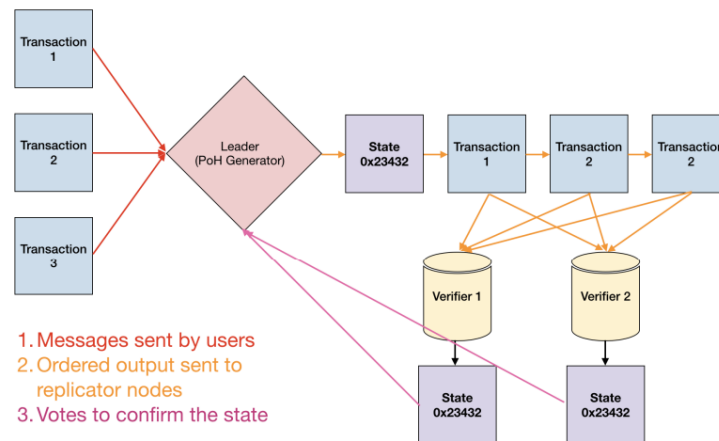 Transaction
1
Transaction
2
Transaction
3
Leader
(PoH Generator)
State
0x23432
Transaction
1
Transaction
2
Transaction
2
Verifier 1
Verifier 2
State
0x23432
State
0x23432
1. Messages sent by users
2. Ordered output sent to
replicator nodes
3. Votes to confirm the state